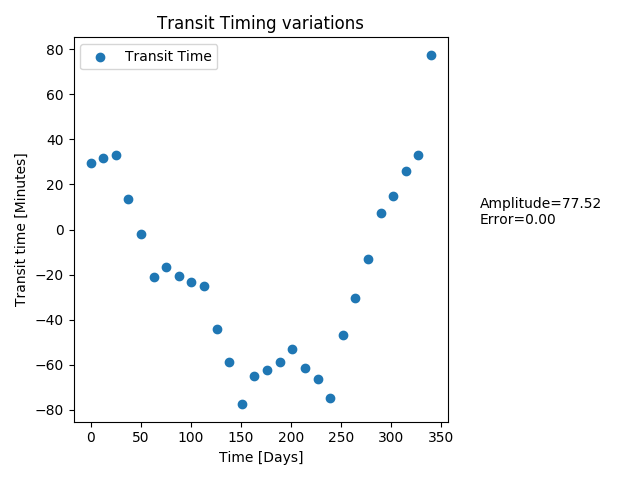 Transit Timing variations
Transit Time
80
60
40
20
0
−20
−40
−60
−80
Transit time [Minutes]
0 50 100 150 200 250 300 350
Time [Days]
Amplitude=77.52
Error=0.00